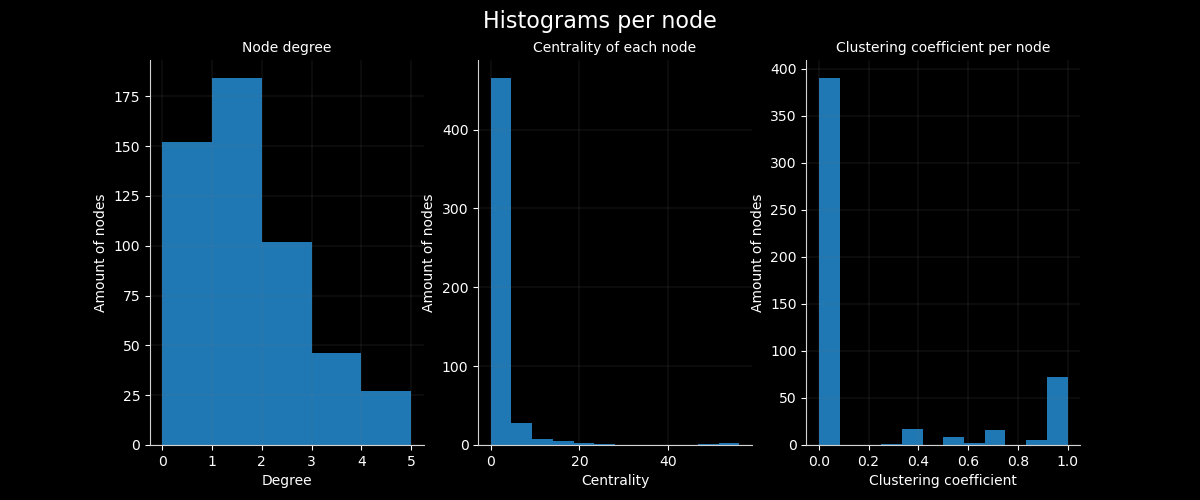 Histograms per node
Node degree
Amount of nodes
175
150
125
100
75
50
25
0
0 1 2 3 4 5
Degree
Centrality of each node
Amount of nodes
400
300
200
100
0
0 20 40
Centrality
Clustering coefficient per node
Amount of nodes
400
350
300
250
200
150
100
50
0
0.0 0.2 0.4 0.6 0.8 1.0
Clustering coefficient